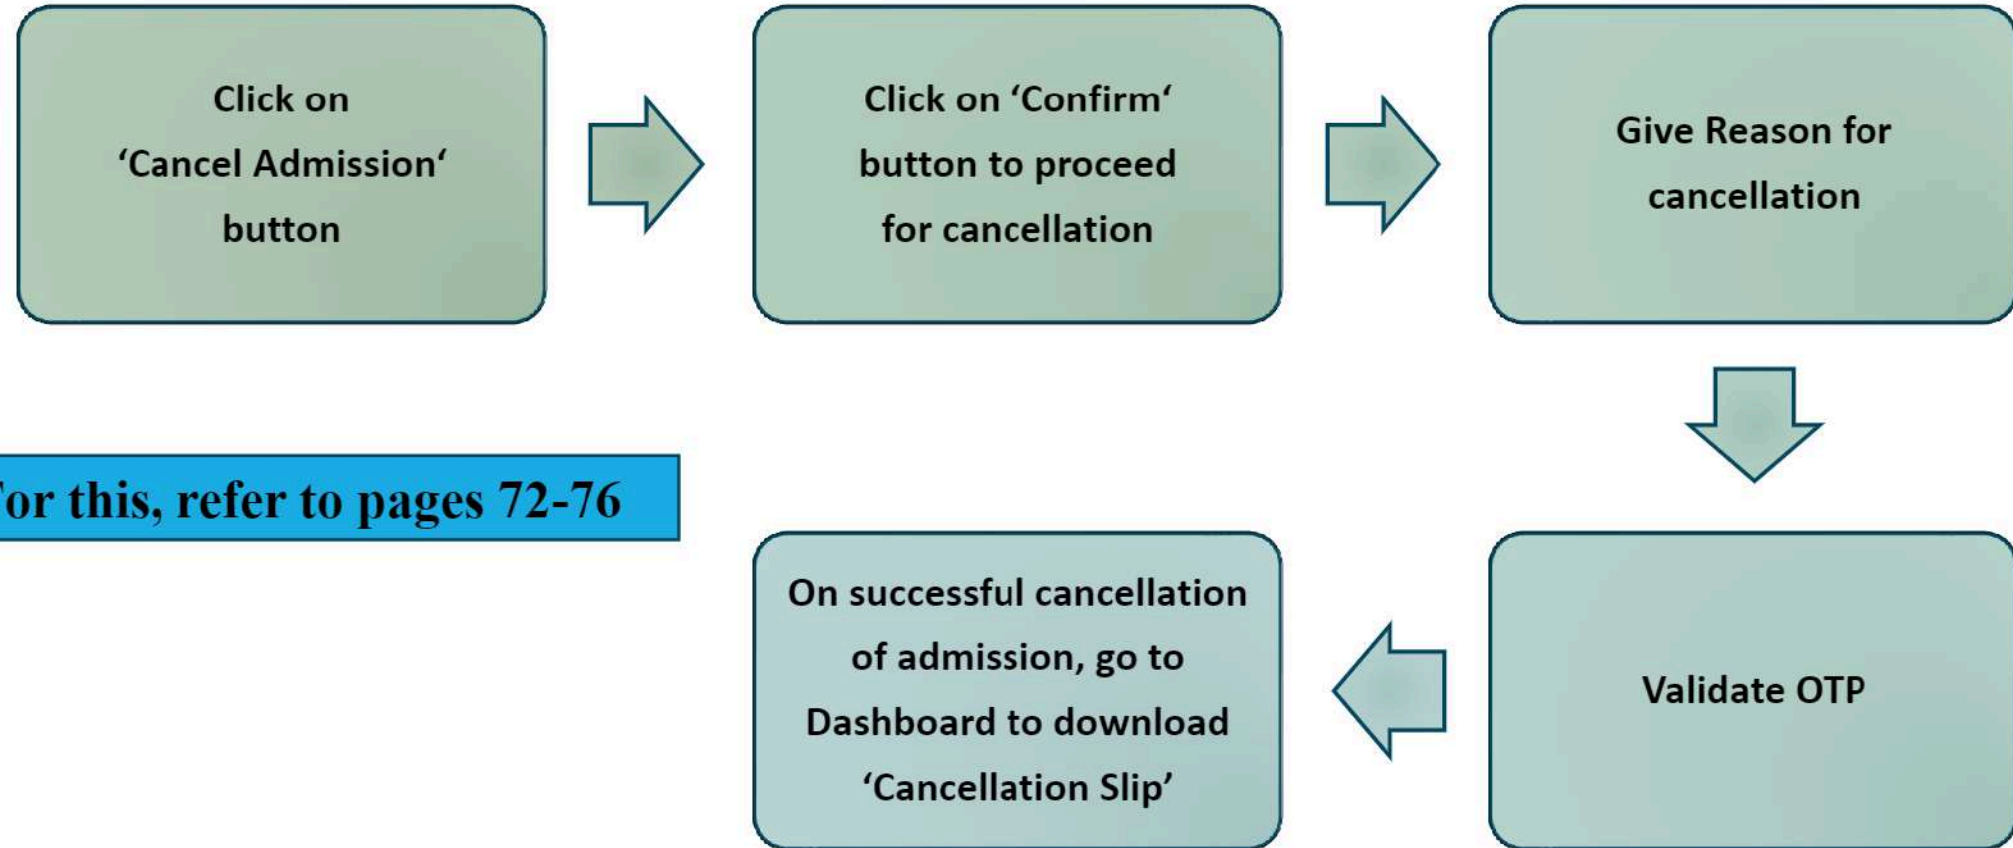 Click on
‘Cancel Admission‘
button
Click on ‘Confirm‘
button to proceed
for cancellation
Give Reason for
cancellation
Validate OTP
On successful cancellation
of admission, go to
Dashboard to download
‘Cancellation Slip’
For this, refer to pages 72-76